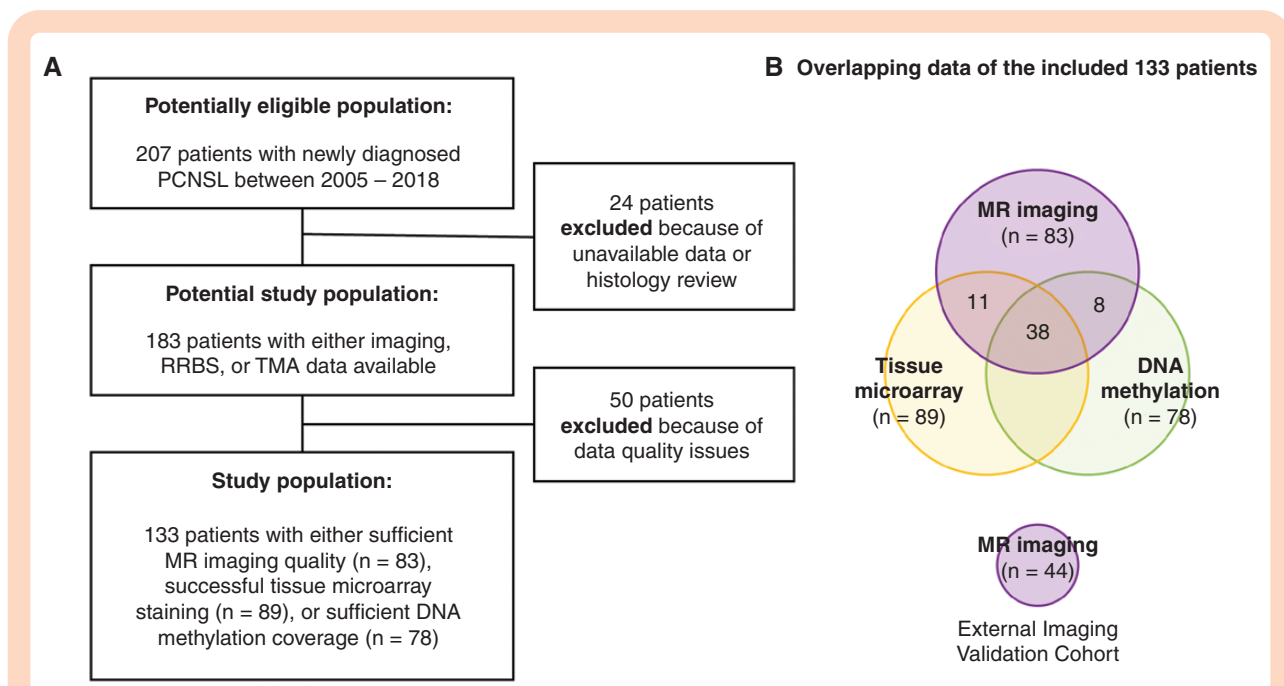 A
Potentially eligible population:
207 patients with newly diagnosed
PCNSL between 2005 – 2018
24 patients
excluded because of
unavailable data or
histology review
Potential study population:
183 patients with either imaging,
RRBS, or TMA data available
50 patients
excluded because of
data quality issues
Study population:
133 patients with either sufficient
MR imaging quality (n = 83),
successful tissue microarray
staining (n = 89), or sufficient DNA
methylation coverage (n = 78)
B Overlapping data of the included 133 patients
MR imaging
(n = 83)
11
8
38
Tissue
microarray
(n = 89)
DNA
methylation
(n = 78)
MR imaging
(n = 44)
External Imaging
Validation Cohort